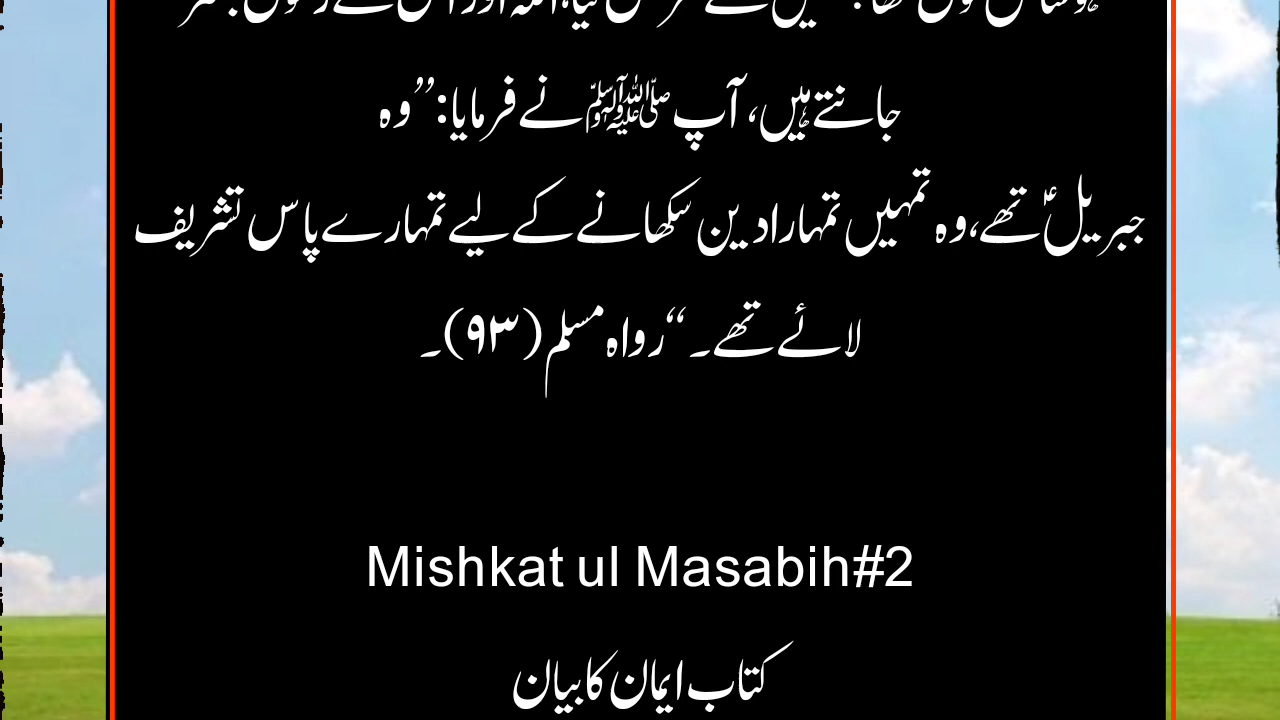 جانتے ہیں، آپ ﷺ نے فرمایا: ’’وہ
جبریل ؑ تھے، وہ تمہیں تمہارا دین سکھانے کے لیے تمہارے پاس تشریف
لائے تھے۔‘‘ رواہ مسلم (۹۳)۔
Mishkat ul Masabih#2
کتاب ایمان کا بیان